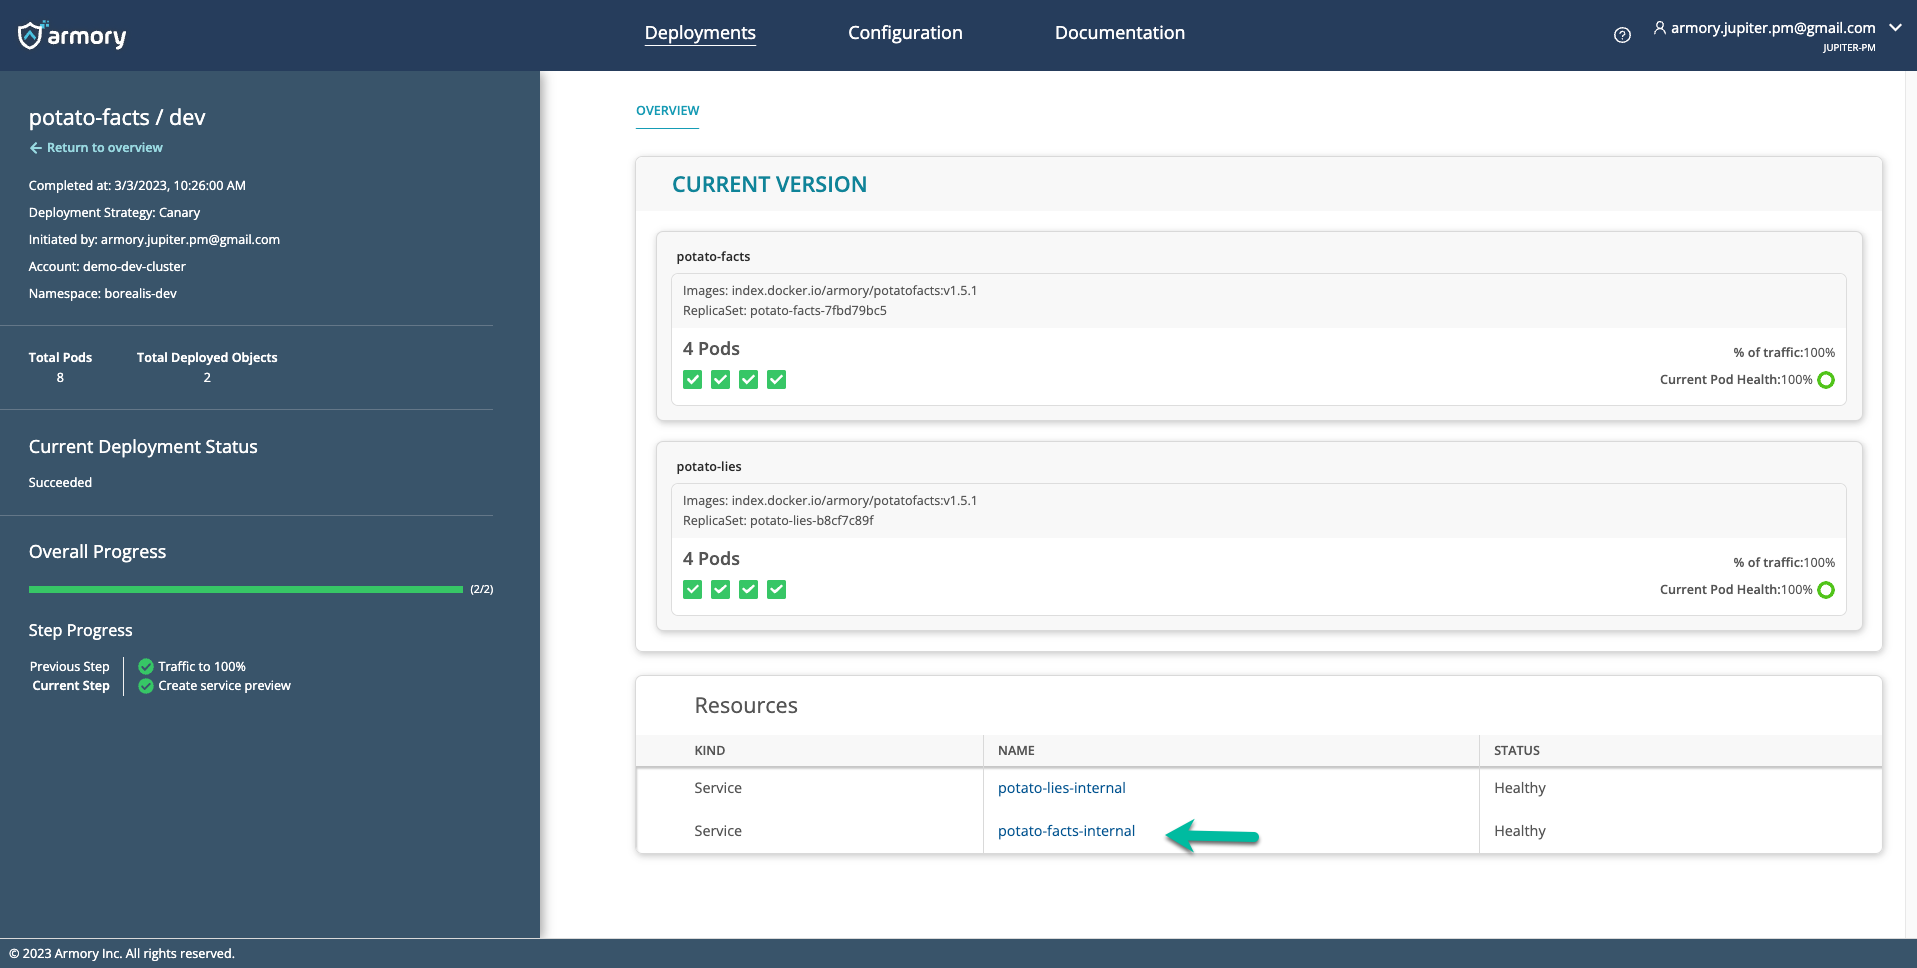 armory
Deployments
Configuration
Documentation
armory.jupiter.pm@gmail.com
JUPITER-PM
potato-facts / dev
Return to overview
Completed at: 3/3/2023, 10:26:00 AM
Deployment Strategy: Canary
Initiated by: armory.jupiter.pm@gmail.com
Account: demo-dev-cluster
Namespace: borealis-dev
Total Pods Total Deployed Objects
8 2
Current Deployment Status
Succeeded
Overall Progress
(2/2)
Step Progress
Previous Step Traffic to 100%
Current Step Create service preview
OVERVIEW
CURRENT VERSION
potato-facts
Images: index.docker.io/armory/potatofacts:v1.5.1
ReplicaSet: potato-facts-7fbd79bc5
4 Pods
% of traffic:100%
Current Pod Health:100%
potato-lies
Images: index.docker.io/armory/potatofacts:v1.5.1
ReplicaSet: potato-lies-b8cf7c89f
4 Pods
% of traffic:100%
Current Pod Health:100%
Resources
KIND NAME STATUS
Service potato-lies-internal Healthy
Service potato-facts-internal Healthy
© 2023 Armory Inc. All rights reserved.